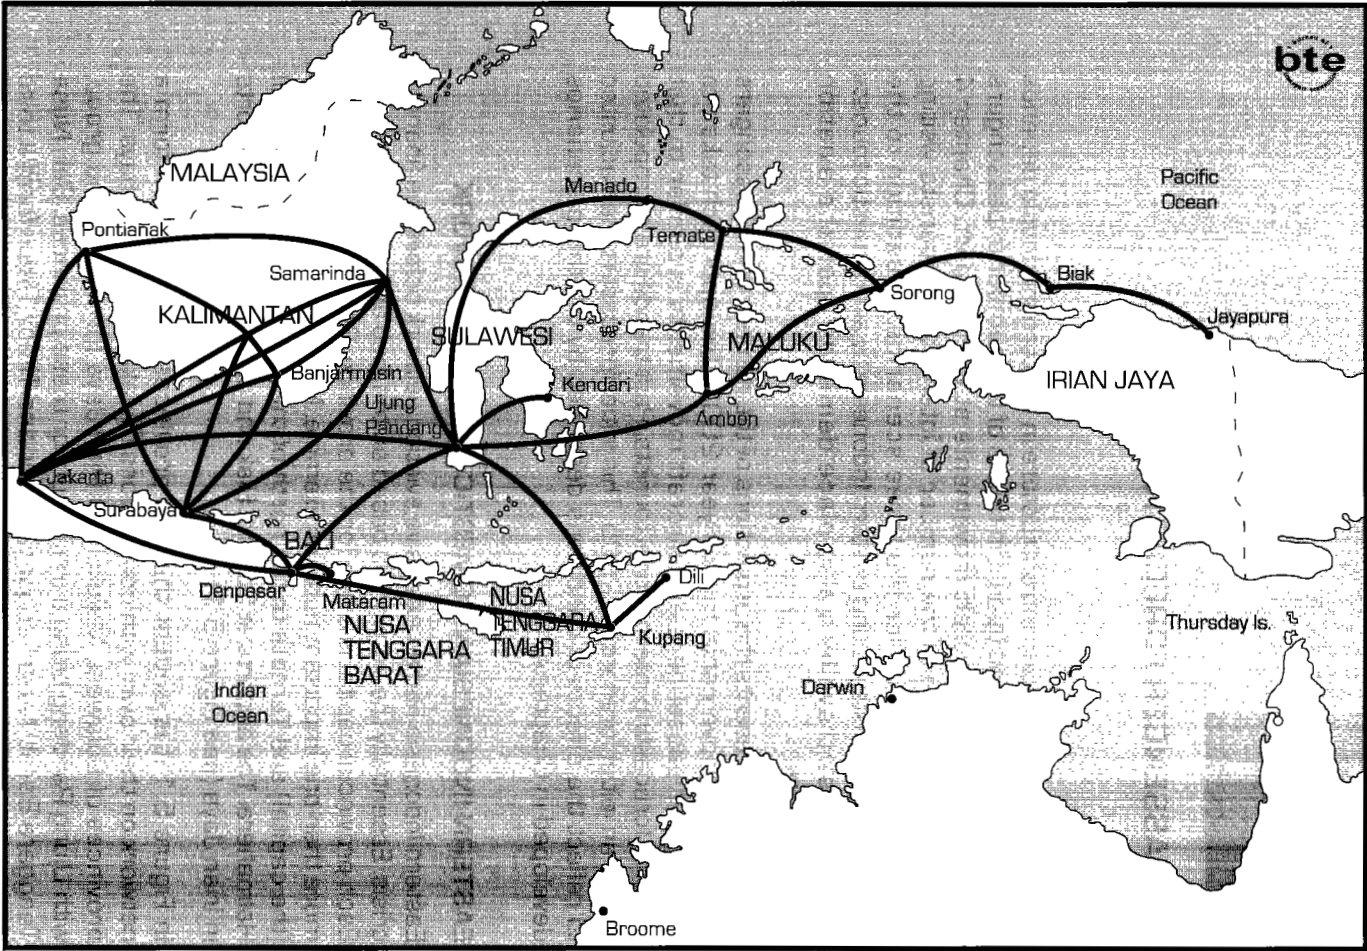 bte
MALAYSIA
Pacific
Ocean
Manado
Pontianak
Ternate
Samarinda
Biak
Sorong
KALIMANTAN
Jayapura
SULAWESI
MALUKU
Banjarmasin
Kendari
IRIAN JAYA
Ujung
Pandang
Ambon
Jakarta
Surabaya
BALI
Dili
Denpasar
Mataram
NUSA
TENGGARA
TIMUR
NUSA
TENGGARA
BARAT
Kupang
Thursday Is.
Indian
Ocean
Darwin
Broome